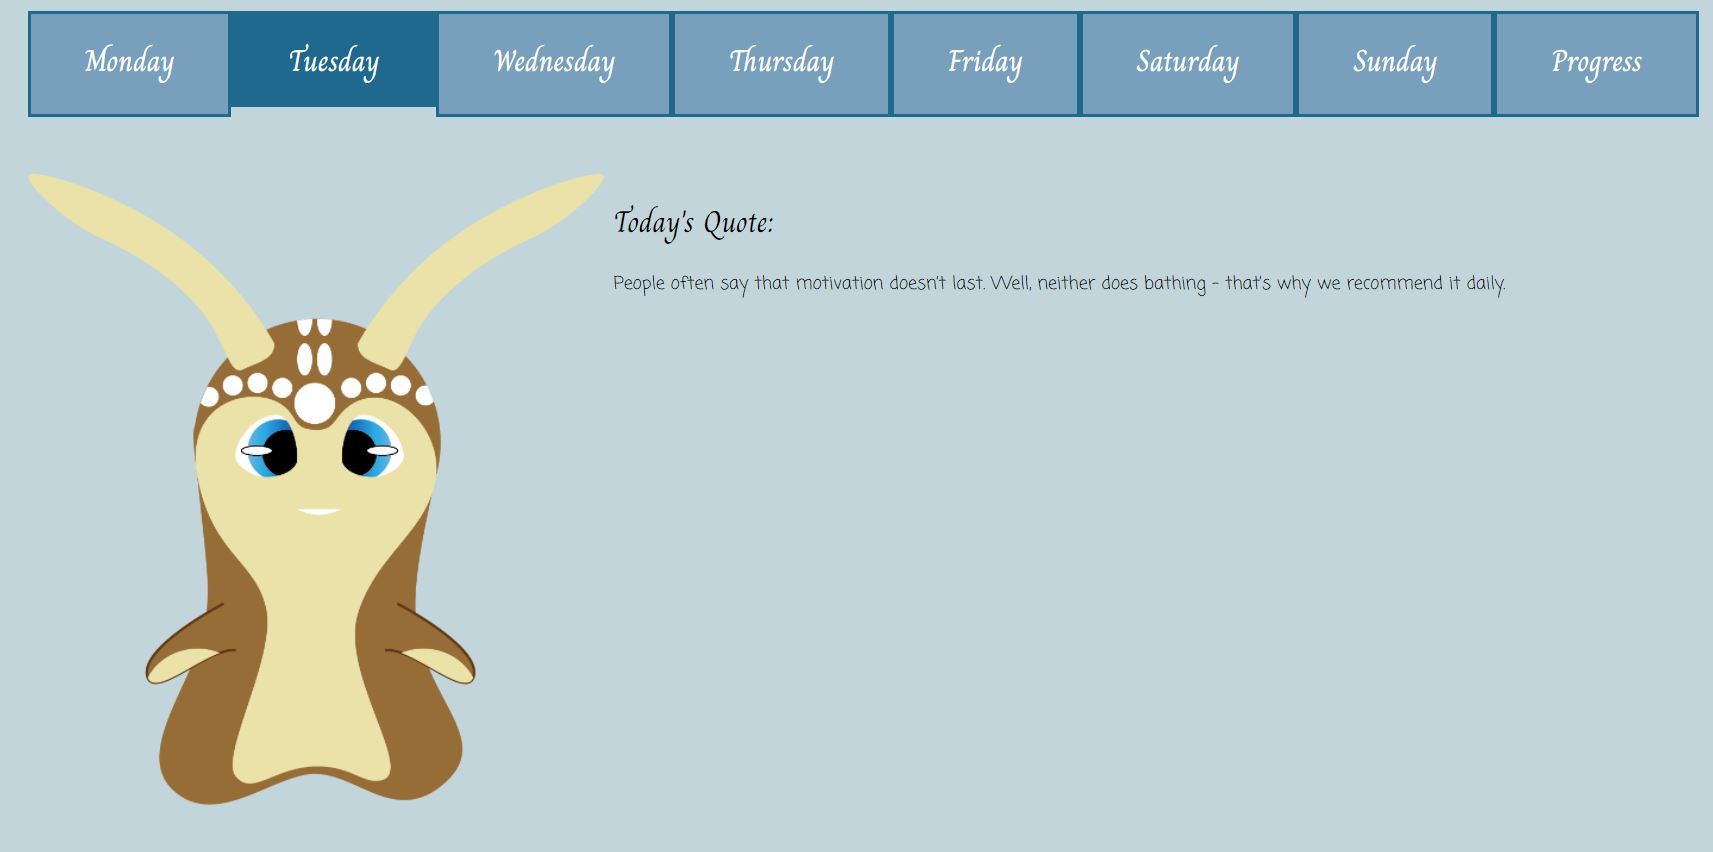 Monday Tuesday Wednesday Thursday Friday Saturday Sunday Progress
Today's Quote:
People often say that motivation doesn't last. Well, neither does bathing - that's why we recommend it daily.